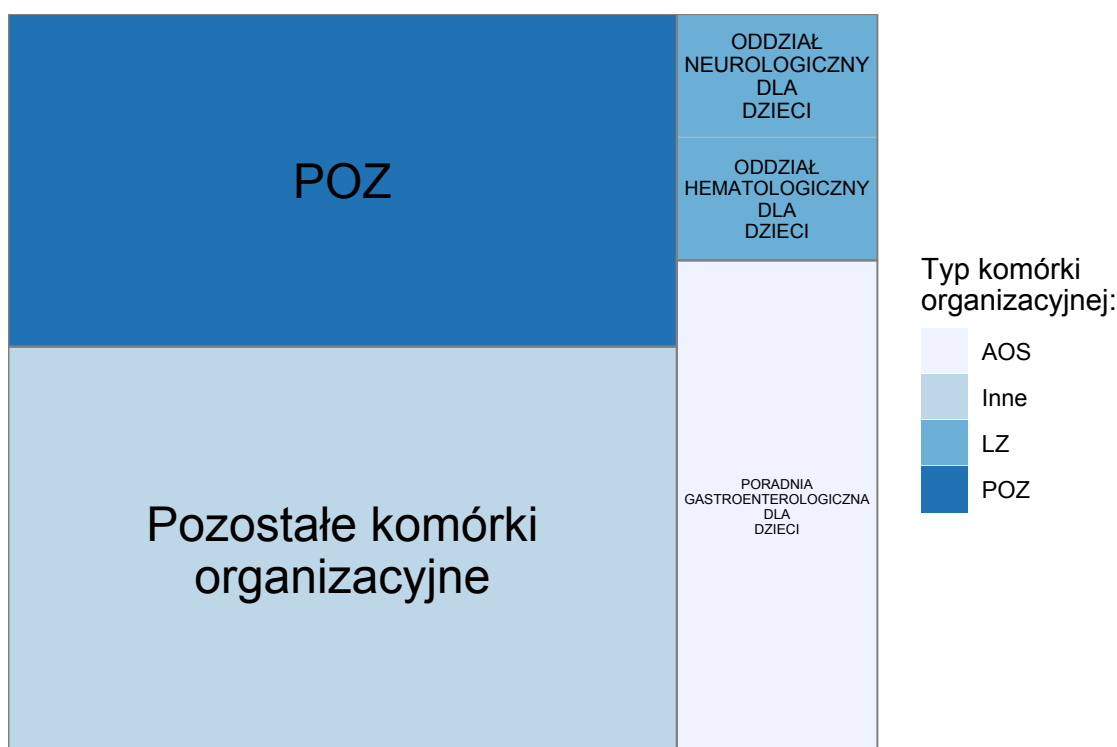 POZ
Pozostałe komórki
organizacyjne
ODDZIAŁ
NEUROLOGICZNY
DLA
DZIECI
ODDZIAŁ
HEMATOLOGICZNY
DLA
DZIECI
PORADNIA
GASTROENTEROLOGICZNA
DLA
DZIECI
Typ komórki
organizacyjnej:
AOS
Inne
LZ
POZ